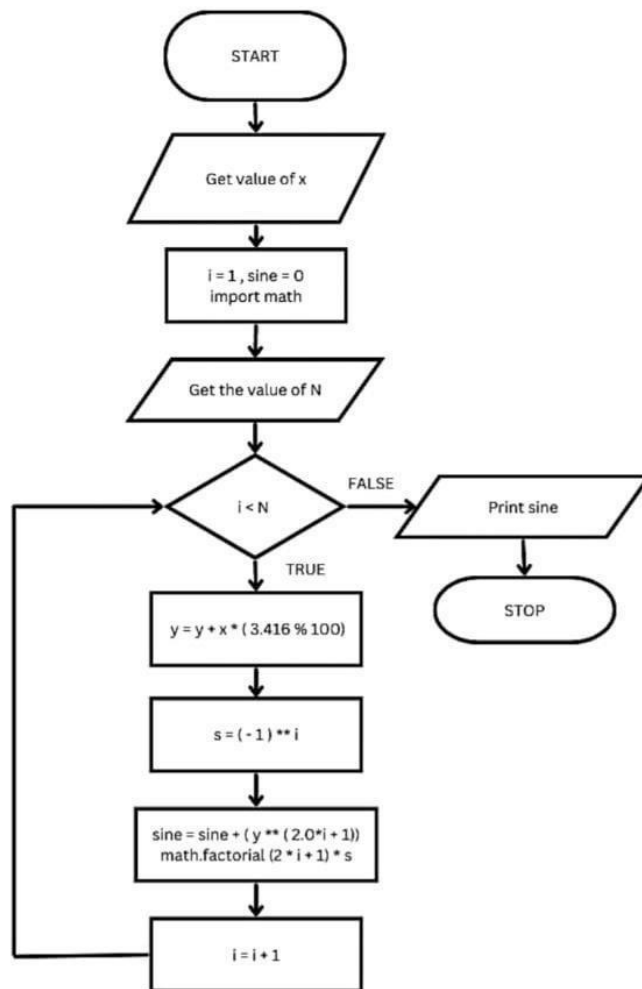 START
Get value of x
i = 1 , sine = 0
import math
Get the value of N
i < N
FALSE
Print sine
TRUE
STOP
y = y + x * ( 3.416 % 100)
s = ( - 1 ) ** i
sine = sine + ( y ** ( 2.0*i + 1))
math.factorial (2 * i + 1) * s
i = i + 1